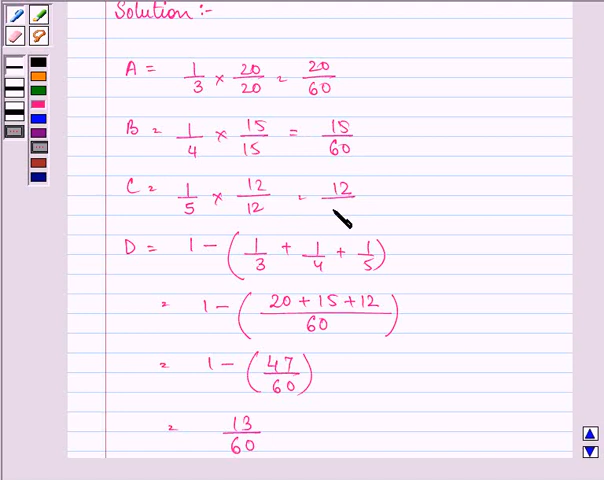 Solution :-
A = 1/3 × 20/20 = 20/60
B = 1/4 × 15/15 = 15/60
C = 1/5 × 12/12 = 12/
D = 1 - ( 1/3 + 1/4 + 1/5 )
= 1 - ( 20 + 15 + 12 / 60 )
= 1 - ( 47/60 )
= 13/60